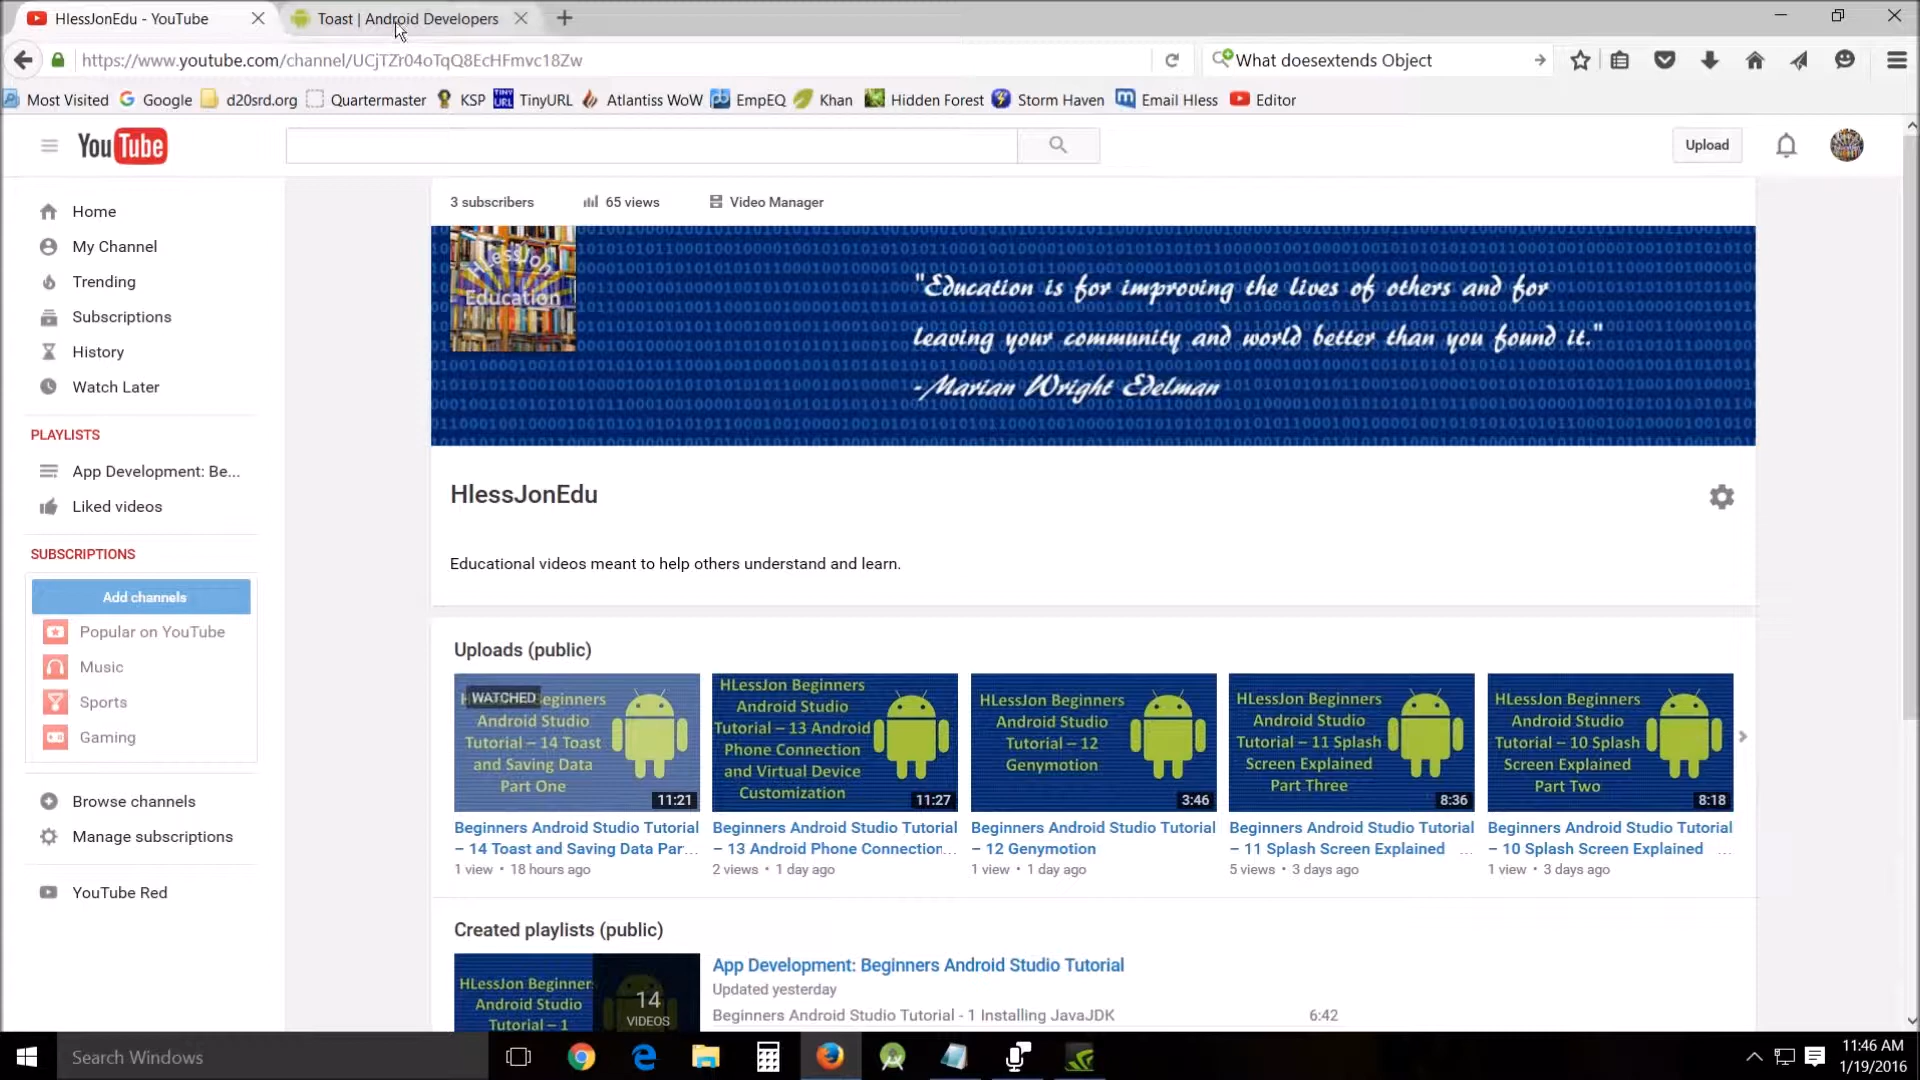 HlessJonEdu - YouTube
Toast | Android Developers
https://www.youtube.com/channel/UCjTZr04oTqQ8EcHFmvc18Zw
What doesextends Object
Most Visited Google d20srd.org Quartermaster KSP TinyURL Atlantiss WoW EmpEQ Khan Hidden Forest Storm Haven Email Hless Editor
YouTube
Upload
3 subscribers 65 views Video Manager
Home
My Channel
Trending
Subscriptions
History
Watch Later
PLAYLISTS
App Development: Be...
Liked videos
SUBSCRIPTIONS
Add channels
Popular on YouTube
Music
Sports
Gaming
Browse channels
Manage subscriptions
YouTube Red
HLessJon
Education
"Education is for improving the lives of others and for
leaving your community and world better than you found it."
-Marian Wright Edelman
HlessJonEdu
Educational videos meant to help others understand and learn.
Uploads (public)
WATCHED
Beginners
Android Studio
Tutorial – 14 Toast
and Saving Data
Part One
11:21
Beginners Android Studio Tutorial
– 14 Toast and Saving Data Par...
1 view • 18 hours ago
HLessJon Beginners
Android Studio
Tutorial – 13 Android
Phone Connection
and Virtual Device
Customization
11:27
Beginners Android Studio Tutorial
– 13 Android Phone Connection...
2 views • 1 day ago
HLessJon Beginners
Android Studio
Tutorial – 12
Genymotion
3:46
Beginners Android Studio Tutorial
– 12 Genymotion
1 view • 1 day ago
HLessJon Beginners
Android Studio
Tutorial – 11 Splash
Screen Explained
Part Three
8:36
Beginners Android Studio Tutorial
– 11 Splash Screen Explained ...
5 views • 3 days ago
HLessJon Beginners
Android Studio
Tutorial – 10 Splash
Screen Explained
Part Two
8:18
Beginners Android Studio Tutorial
– 10 Splash Screen Explained ...
1 view • 3 days ago
Created playlists (public)
HLessJon Beginners
Android Studio
Tutorial – 1
14
VIDEOS
App Development: Beginners Android Studio Tutorial
Updated yesterday
Beginners Android Studio Tutorial - 1 Installing JavaJDK 6:42
Search Windows
11:46 AM
1/19/2016